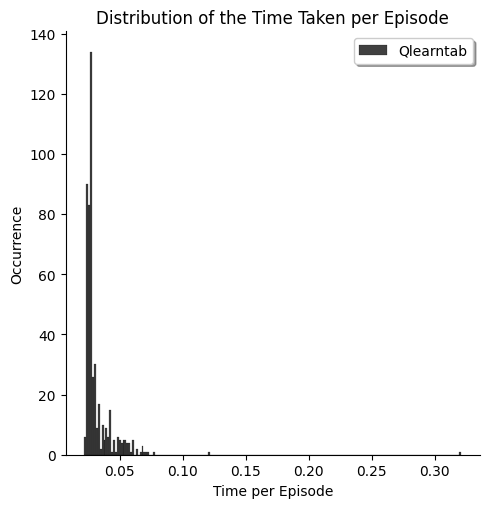 Distribution of the Time Taken per Episode
Qlearntab
140
120
100
80
60
40
20
0
Occurrence
0.05 0.10 0.15 0.20 0.25 0.30
Time per Episode